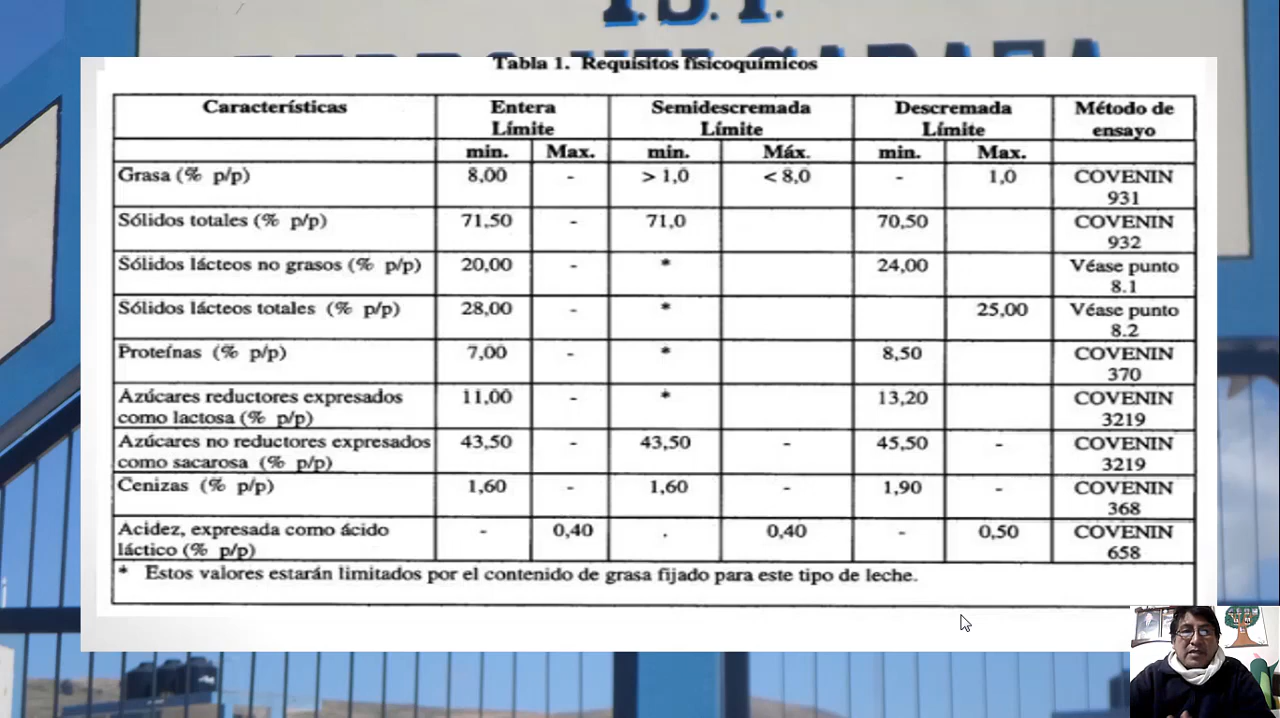 I.S.T.
Tabla 1. Requisitos fisicoquímicos
Características Entera Límite Semidescremada Límite Descremada Límite Método de ensayo
min. Max. min. Máx. min. Max.
Grasa (% p/p) 8,00 - > 1,0 < 8,0 - 1,0 COVENIN 931
Sólidos totales (% p/p) 71,50 - 71,0 70,50 COVENIN 932
Sólidos lácteos no grasos (% p/p) 20,00 - * 24,00 Véase punto 8.1
Sólidos lácteos totales (% p/p) 28,00 - * 25,00 Véase punto 8.2
Proteínas (% p/p) 7,00 - * 8,50 COVENIN 370
Azúcares reductores expresados como lactosa (% p/p) 11,00 - * 13,20 COVENIN 3219
Azúcares no reductores expresados como sacarosa (% p/p) 43,50 - 43,50 - 45,50 - COVENIN 3219
Cenizas (% p/p) 1,60 - 1,60 - 1,90 - COVENIN 368
Acidez, expresada como ácido láctico (% p/p) - 0,40 . 0,40 - 0,50 COVENIN 658
* Estos valores estarán limitados por el contenido de grasa fijado para este tipo de leche.